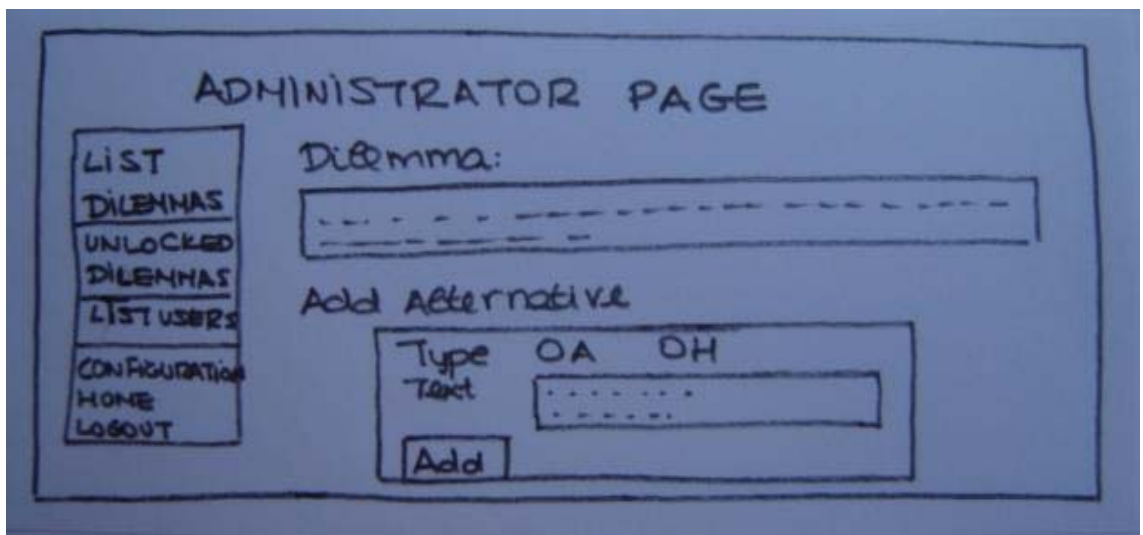 ADMINISTRATOR PAGE
LIST
DILEMMAS
UNLOCKED
DILEMMAS
LIST USERS
CONFIGURATION
HOME
LOGOUT
Dilemma:
Add Alternative
Type OA OH
Text
Add